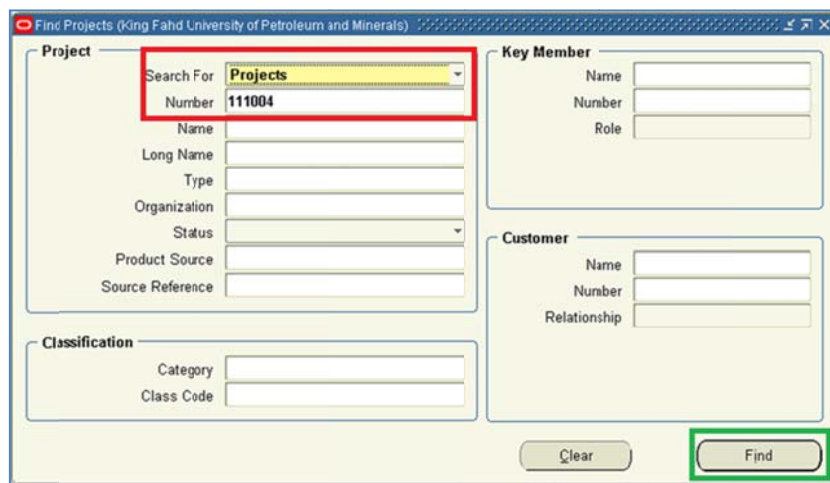 Find Projects (King Fahd University of Petroleum and Minerals)
Project
Search For Projects
Number 111004
Name
Long Name
Type
Organization
Status
Product Source
Source Reference
Classification
Category
Class Code
Key Member
Name
Number
Role
Customer
Name
Number
Relationship
Clear
Find